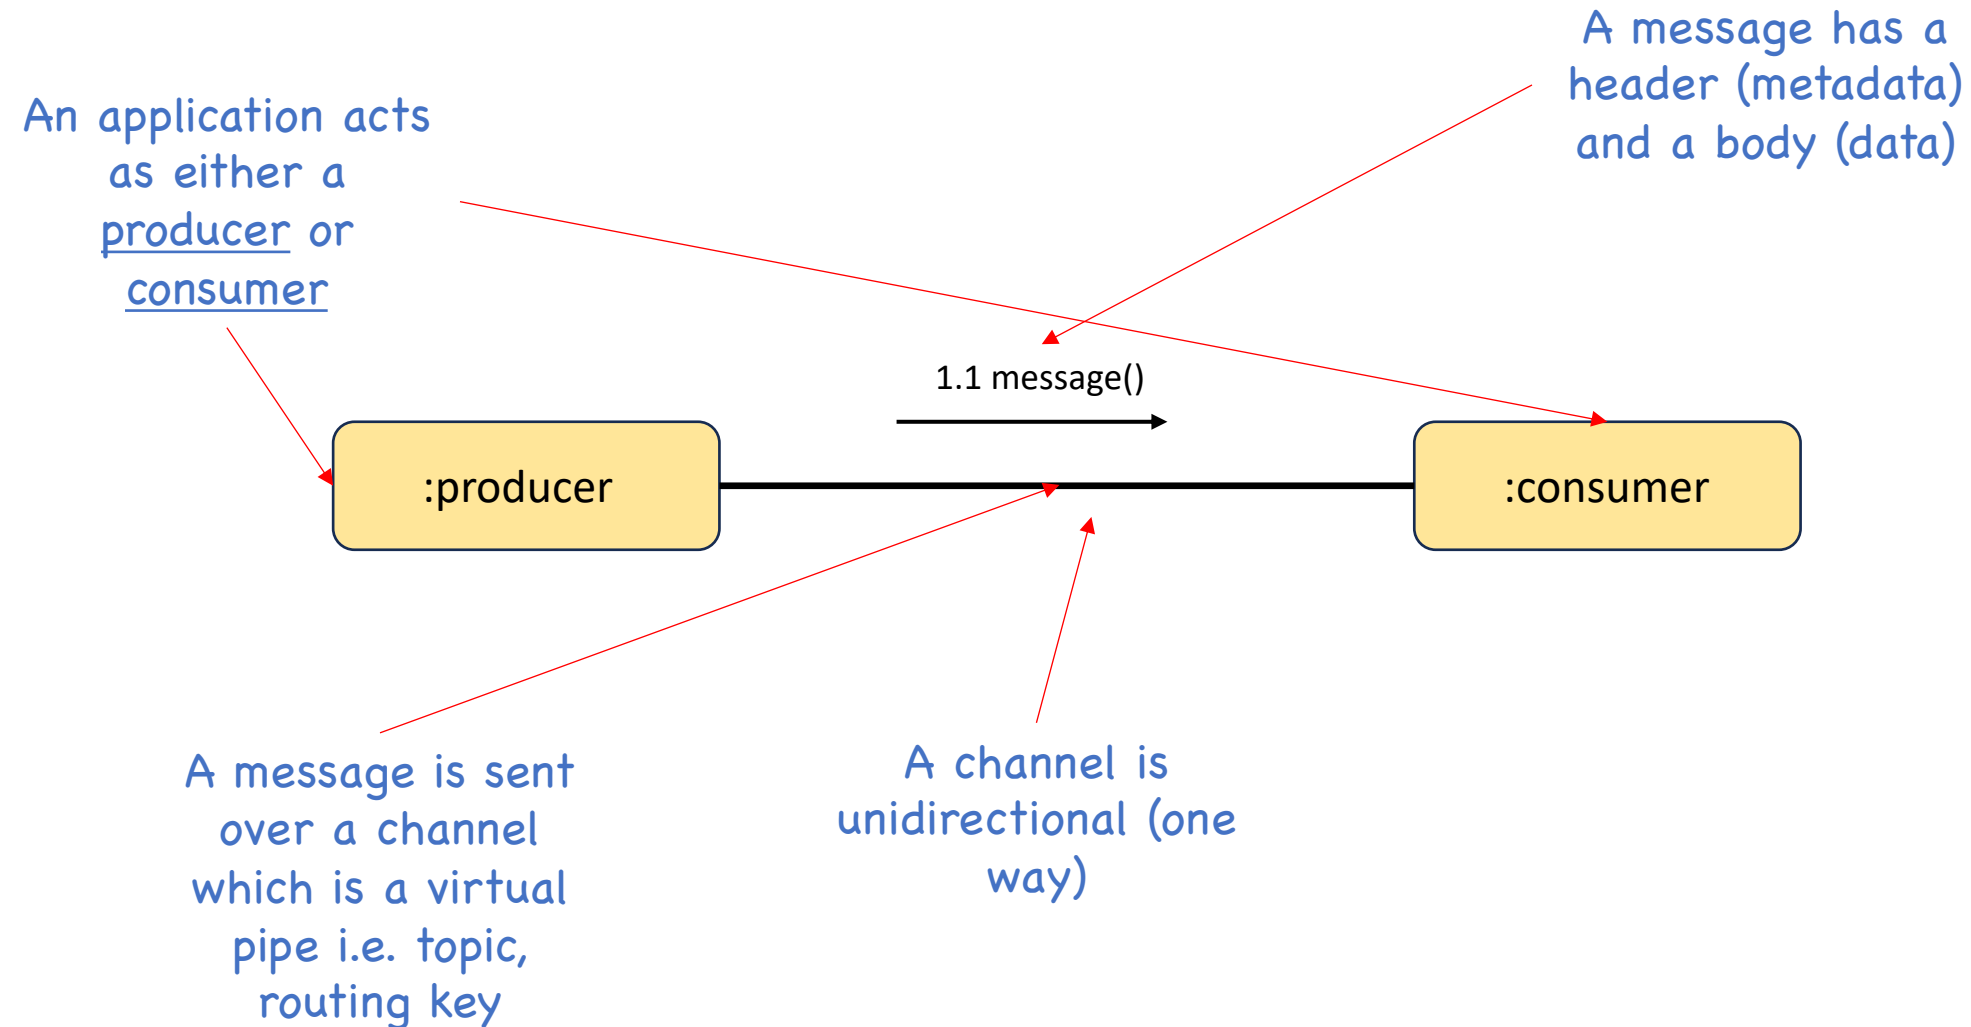 An application acts
as either a
producer or
consumer
A message has a
header (metadata)
and a body (data)
1.1 message()
:producer
:consumer
A message is sent
over a channel
which is a virtual
pipe i.e. topic,
routing key
A channel is
unidirectional (one
way)